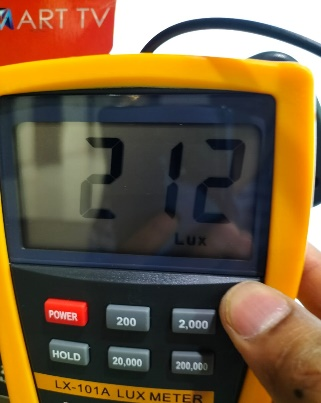 ART TV
212
Lux
POWER 200 2,000
HOLD 20,000 200,000
LX-101A LUX METER